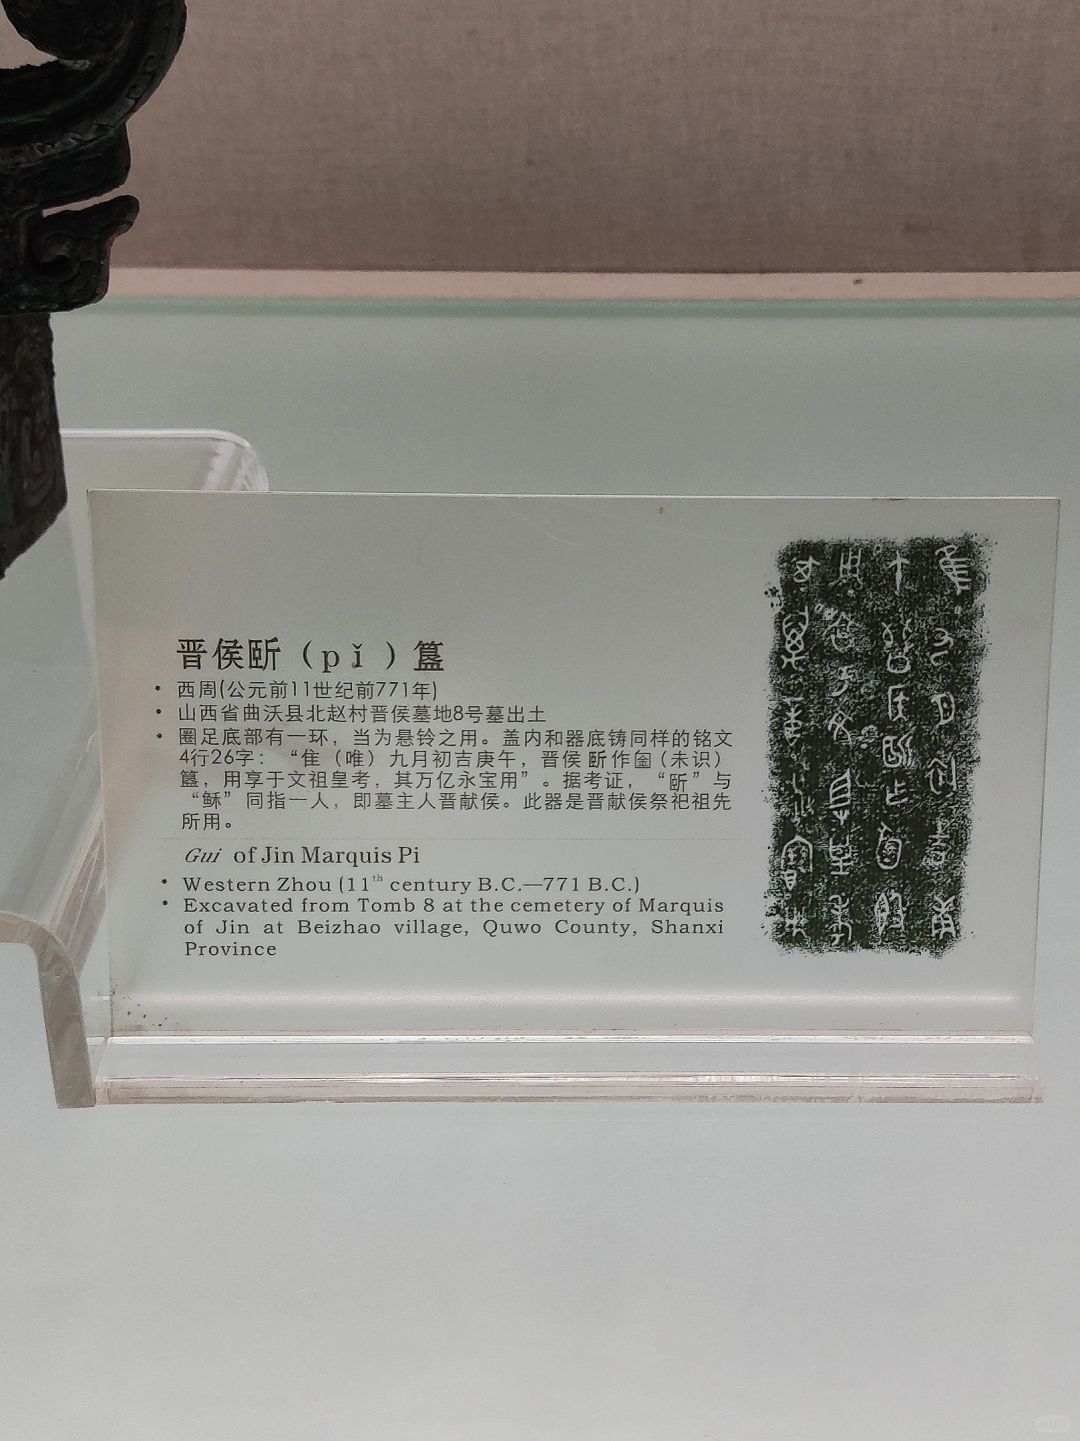 晋侯㔻（pǐ）簋
• 西周(公元前11世纪前771年)
• 山西省曲沃县北赵村晋侯墓地8号墓出土
• 圈足底部有一环，当为悬铃之用。盖内和器底铸同样的铭文
4行26字：“隹（唯）九月初吉庚午，晋侯 作（未识）
簋，用享于文祖皇考，其万亿永宝用”。据考证，“ ”与
“稣”同指一人，即墓主人晋献侯。此器是晋献侯祭祀祖先
所用。
Gui of Jin Marquis Pi
• Western Zhou (11th century B.C.—771 B.C.)
• Excavated from Tomb 8 at the cemetery of Marquis
of Jin at Beizhao village, Quwo County, Shanxi
Province